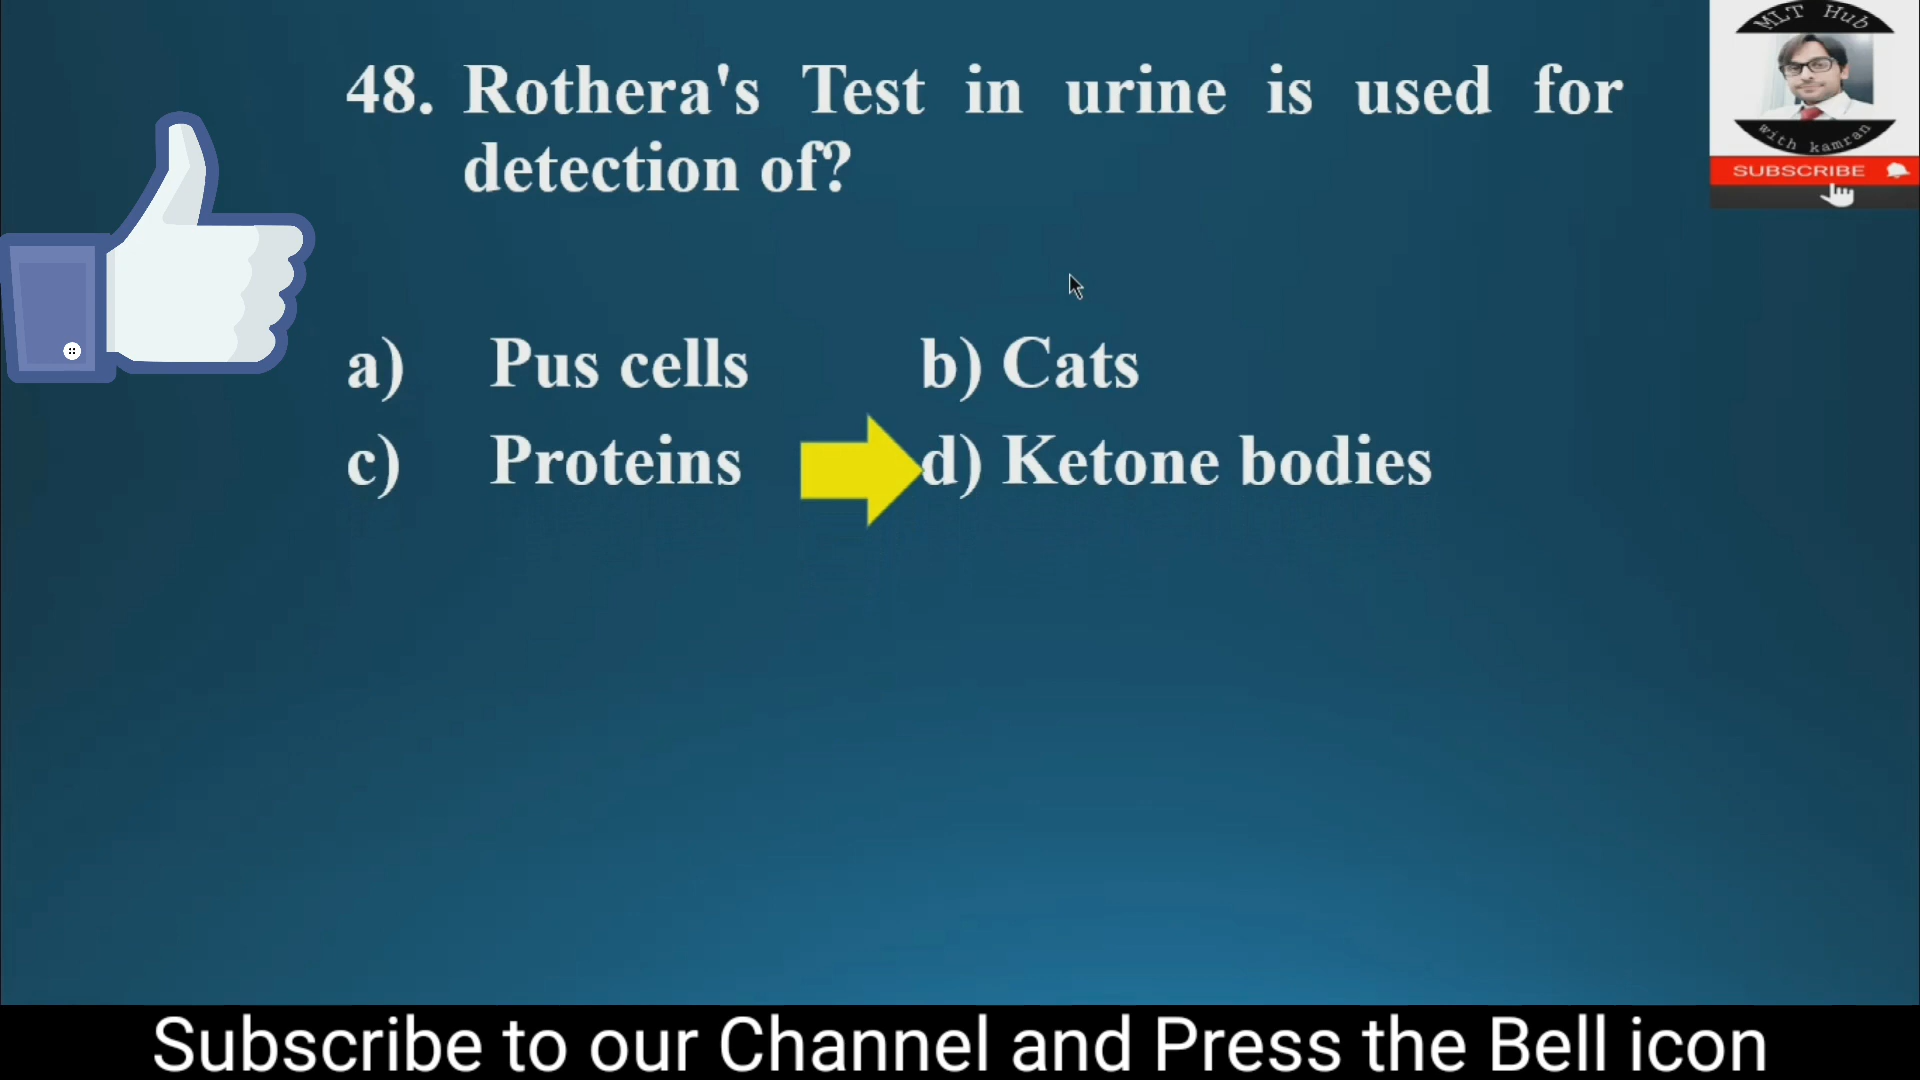 MLT Hub
with kamran
SUBSCRIBE
48. Rothera's Test in urine is used for
detection of?
a) Pus cells b) Cats
c) Proteins d) Ketone bodies
Subscribe to our Channel and Press the Bell icon